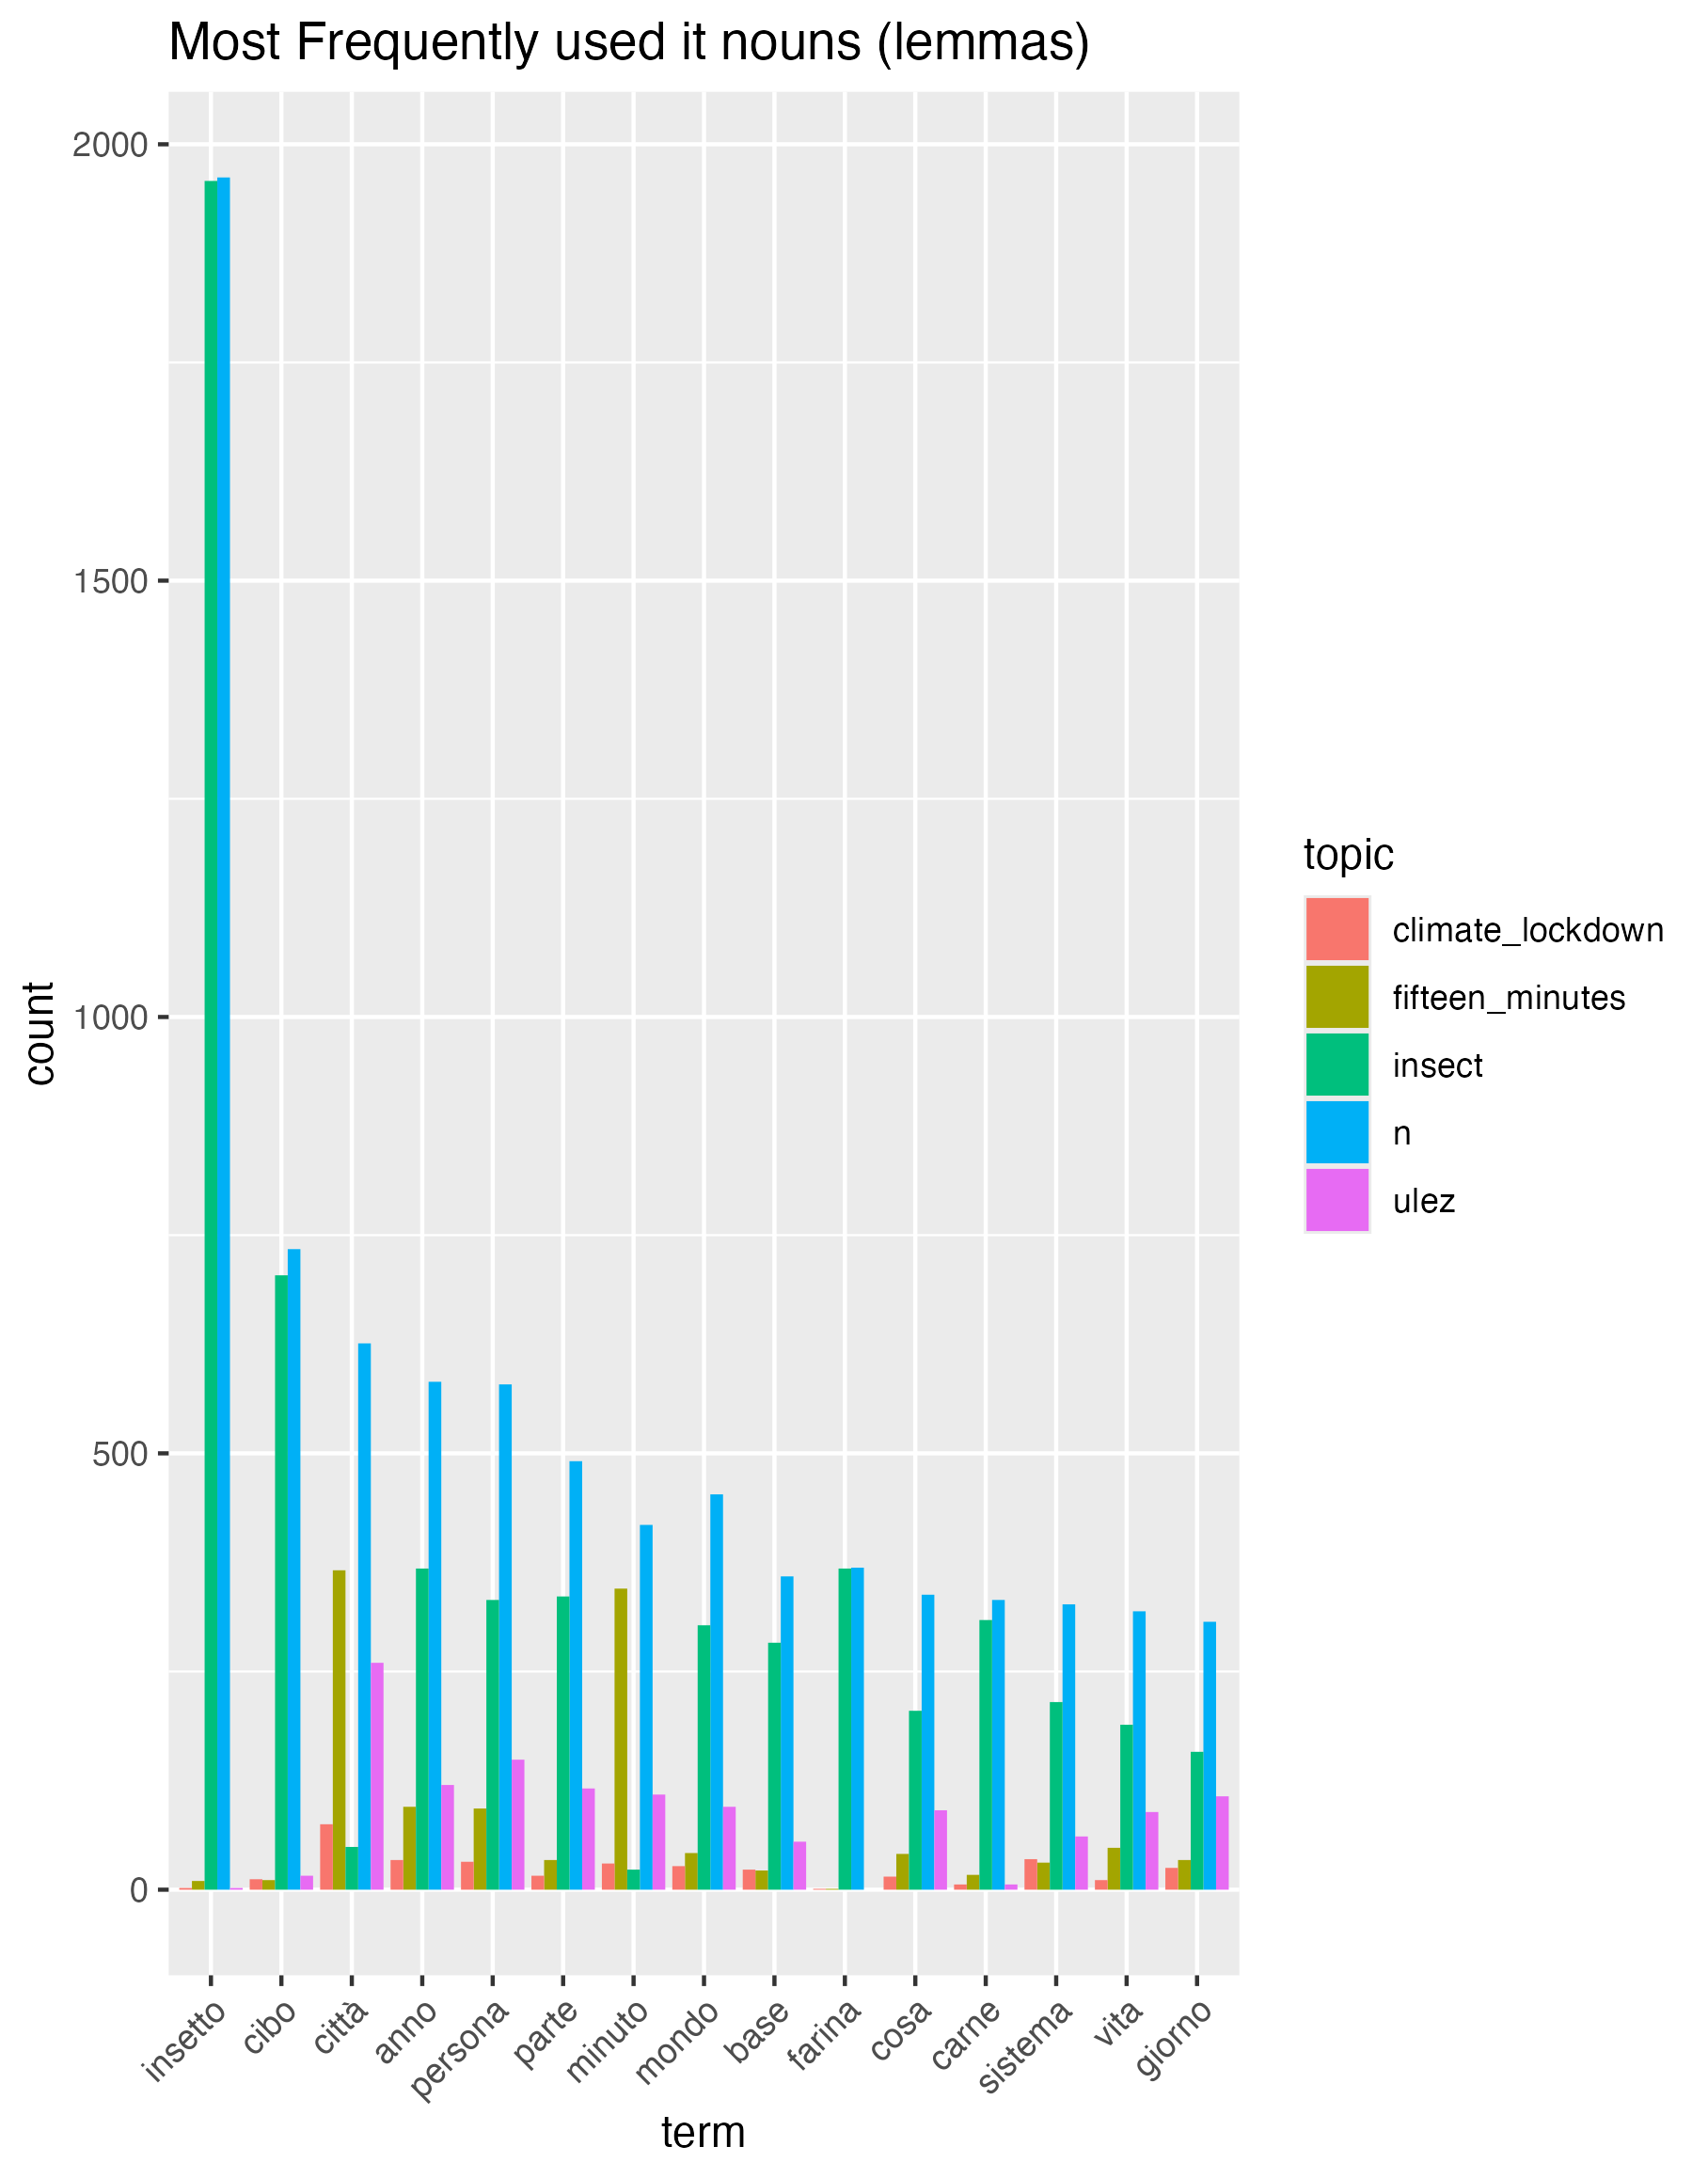 Most Frequently used it nouns (lemmas)
2000
1500
1000
500
0
count
insetto
cibo
città
anno
persona
parte
minuto
mondo
base
farina
cosa
carne
sistema
vita
giorno
term
topic
climate_lockdown
fifteen_minutes
insect
n
ulez